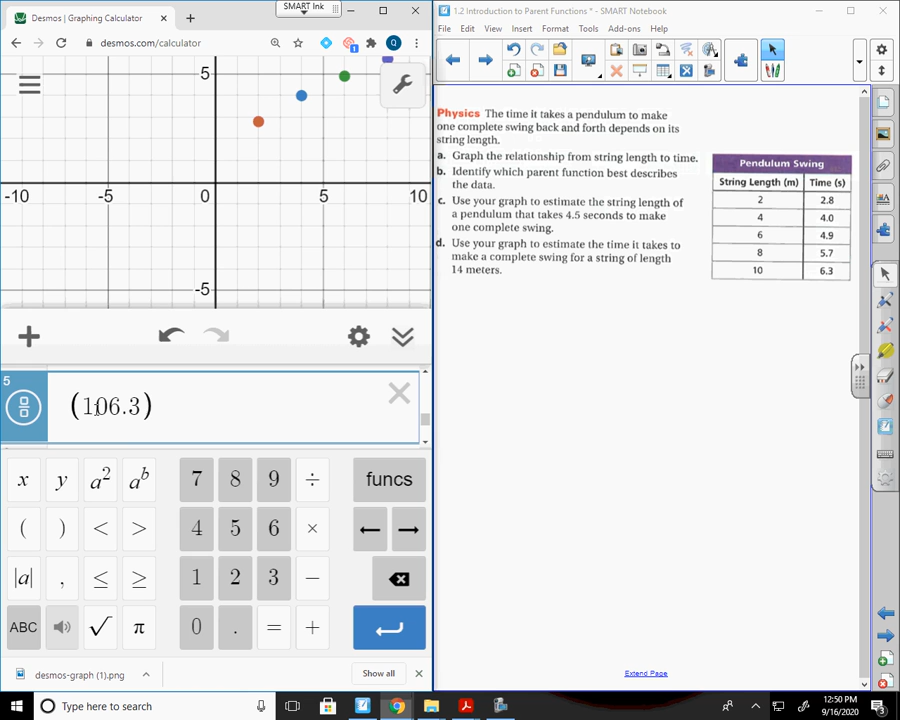 SMART Ink
Desmos | Graphing Calculator
desmos.com/calculator
Q
1
5
-10
-5
0
5
10
-5
5
(106.3)
x y a² aᵇ 7 8 9 ÷ funcs
( ) < > 4 5 6 × ← →
|a| , ≤ ≥ 1 2 3 −
ABC √ π 0 . = +
desmos-graph (1).png
Show all
1.2 Introduction to Parent Functions * - SMART Notebook
File Edit View Insert Format Tools Add-ons Help
Physics The time it takes a pendulum to make
one complete swing back and forth depends on its
string length.
a. Graph the relationship from string length to time.
b. Identify which parent function best describes
the data.
c. Use your graph to estimate the string length of
a pendulum that takes 4.5 seconds to make
one complete swing.
d. Use your graph to estimate the time it takes to
make a complete swing for a string of length
14 meters.
Pendulum Swing
String Length (m) Time (s)
2 2.8
4 4.0
6 4.9
8 5.7
10 6.3
Extend Page
Type here to search
12:50 PM
9/16/2020
3